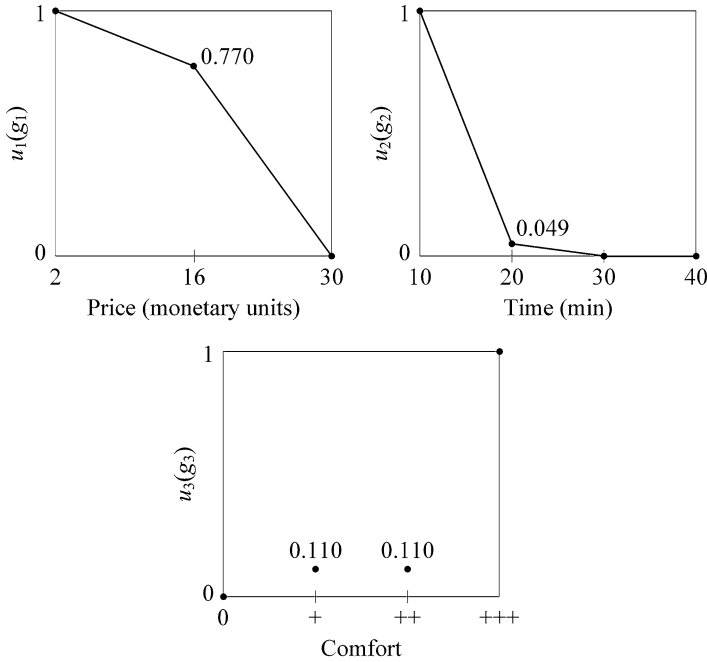 1
0.770
u1(g1)
0
2 16 30
Price (monetary units)
1
u2(g2)
0.049
0
10 20 30 40
Time (min)
1
u3(g3)
0.110 0.110
0
0 + ++ +++
Comfort